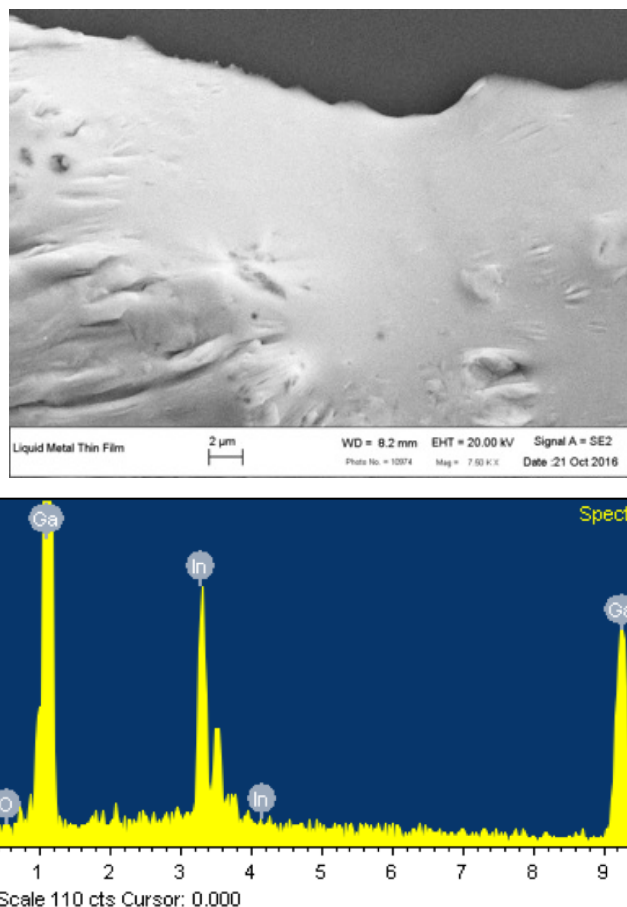 Liquid Metal Thin Film
2 µm
WD = 8.2 mm EHT = 20.00 kV Signal A = SE2
Photo No. = 10974 Mag = 7.50 K X Date :21 Oct 2016
Spect
Ga
In
Ga
O
In
1 2 3 4 5 6 7 8 9
Scale 110 cts Cursor: 0.000